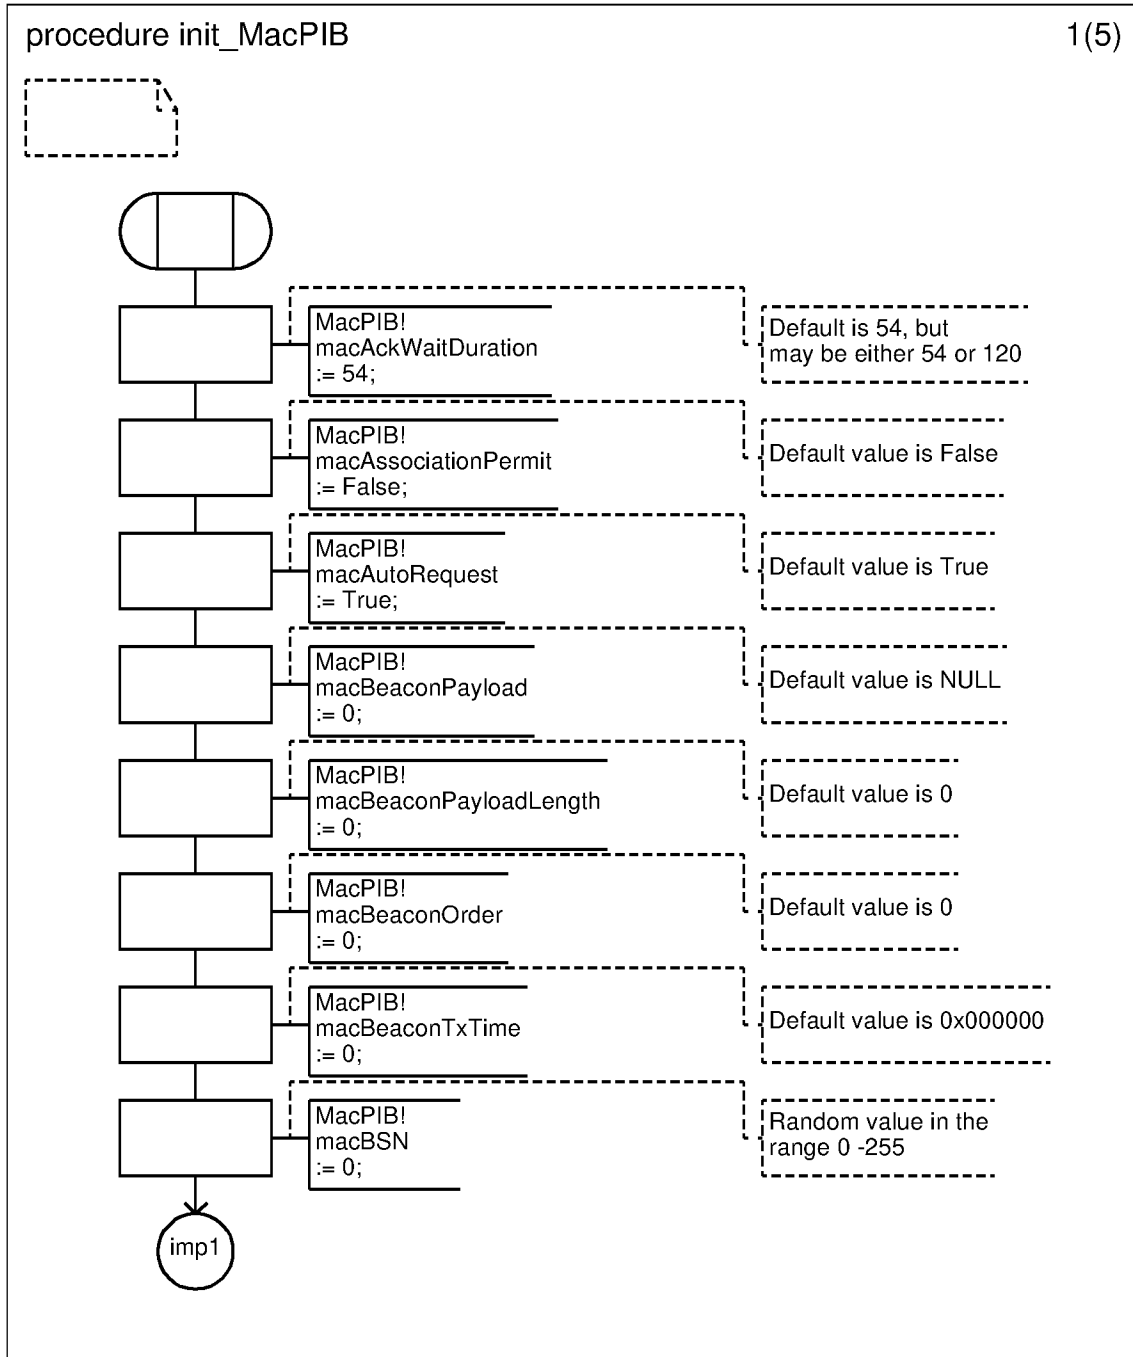 procedure init_MacPIB
1(5)
MacPIB!
macAckWaitDuration
:= 54;
Default is 54, but
may be either 54 or 120
MacPIB!
macAssociationPermit
:= False;
Default value is False
MacPIB!
macAutoRequest
:= True;
Default value is True
MacPIB!
macBeaconPayload
:= 0;
Default value is NULL
MacPIB!
macBeaconPayloadLength
:= 0;
Default value is 0
MacPIB!
macBeaconOrder
:= 0;
Default value is 0
MacPIB!
macBeaconTxTime
:= 0;
Default value is 0x000000
MacPIB!
macBSN
:= 0;
Random value in the
range 0 -255
imp1